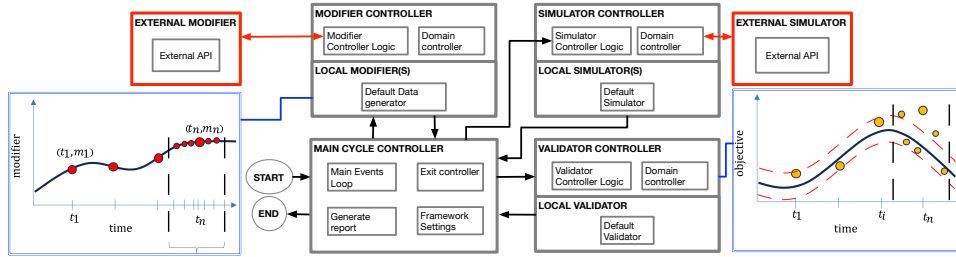 EXTERNAL MODIFIER
External API
MODIFIER CONTROLLER
Modifier
Controller Logic
Domain
controller
LOCAL MODIFIER(S)
Default Data
generator
SIMULATOR CONTROLLER
Simulator
Controller Logic
Domain
controller
LOCAL SIMULATOR(S)
Default
Simulator
EXTERNAL SIMULATOR
External API
modifier
(t₁,m₁)
(tₙ,mₙ)
t₁
tₙ
time
START
END
MAIN CYCLE CONTROLLER
Main Events
Loop
Exit controller
Generate
report
Framework
Settings
VALIDATOR CONTROLLER
Validator
Controller Logic
Domain
controller
LOCAL VALIDATOR
Default
Validator
objective
t₁
tᵢ
tₙ
time